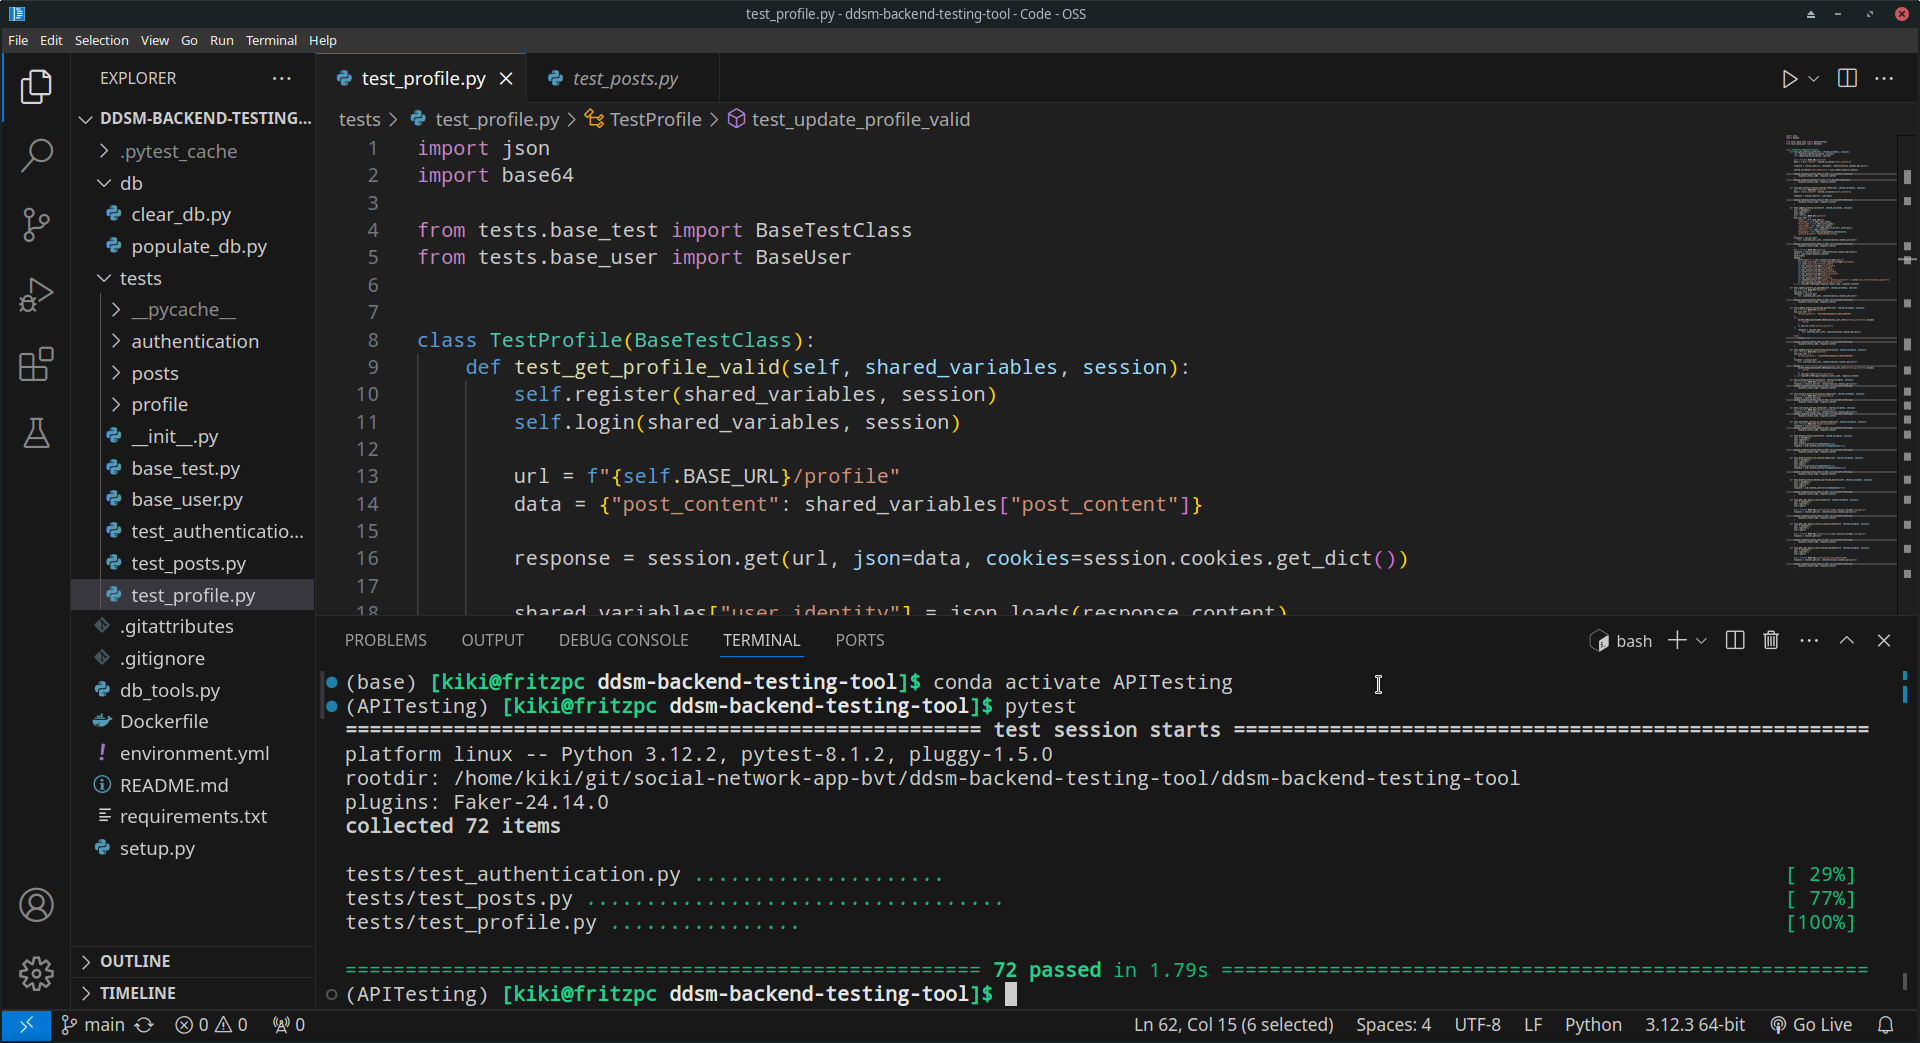 test_profile.py - ddsm-backend-testing-tool - Code - OSS
File Edit Selection View Go Run Terminal Help
EXPLORER
DDSM-BACKEND-TESTING...
.pytest_cache
db
clear_db.py
populate_db.py
tests
__pycache__
authentication
posts
profile
__init__.py
base_test.py
base_user.py
test_authenticatio...
test_posts.py
test_profile.py
.gitattributes
.gitignore
db_tools.py
Dockerfile
environment.yml
README.md
requirements.txt
setup.py
OUTLINE
TIMELINE
test_profile.py
test_posts.py
tests > test_profile.py > TestProfile > test_update_profile_valid
1 import json
2 import base64
3
4 from tests.base_test import BaseTestClass
5 from tests.base_user import BaseUser
6
7
8 class TestProfile(BaseTestClass):
9 def test_get_profile_valid(self, shared_variables, session):
10 self.register(shared_variables, session)
11 self.login(shared_variables, session)
12
13 url = f"{self.BASE_URL}/profile"
14 data = {"post_content": shared_variables["post_content"]}
15
16 response = session.get(url, json=data, cookies=session.cookies.get_dict())
17
18 shared_variables["user_identity"] = json.loads(response.content)
PROBLEMS OUTPUT DEBUG CONSOLE TERMINAL PORTS
bash
(base) [kiki@fritzpc ddsm-backend-testing-tool]$ conda activate APITesting
(APITesting) [kiki@fritzpc ddsm-backend-testing-tool]$ pytest
===================================================== test session starts =====================================================
platform linux -- Python 3.12.2, pytest-8.1.2, pluggy-1.5.0
rootdir: /home/kiki/git/social-network-app-bvt/ddsm-backend-testing-tool/ddsm-backend-testing-tool
plugins: Faker-24.14.0
collected 72 items
tests/test_authentication.py ..................... [ 29%]
tests/test_posts.py ................................... [ 77%]
tests/test_profile.py ................ [100%]
===================================================== 72 passed in 1.79s ======================================================
(APITesting) [kiki@fritzpc ddsm-backend-testing-tool]$
main 0 0 0 Ln 62, Col 15 (6 selected) Spaces: 4 UTF-8 LF Python 3.12.3 64-bit Go Live